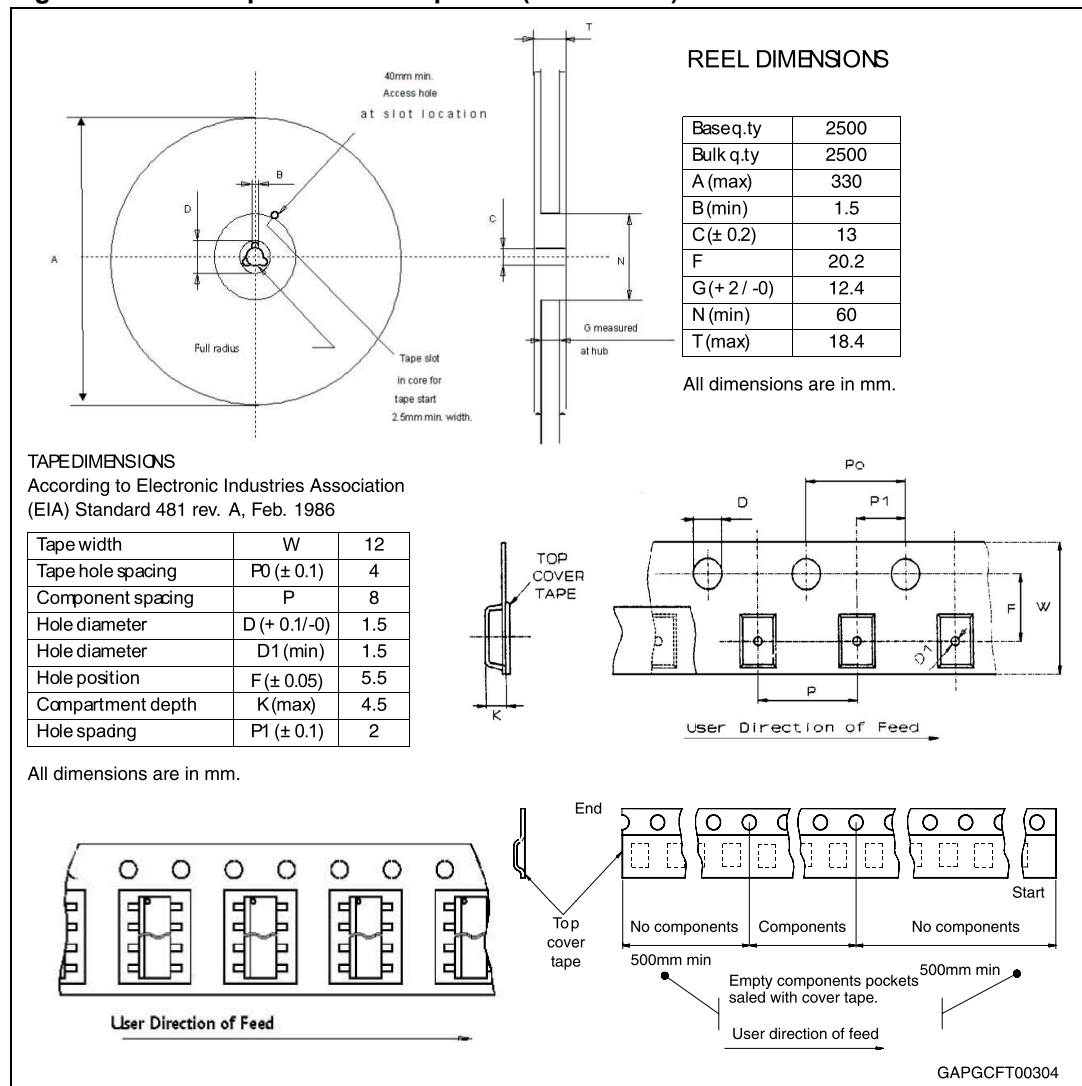 T
40mm min.
Access hole
at slot location
B
D
C
A
N
G measured
at hub
Full radius
Tape slot
in core for
tape start
2.5mm min. width.
REEL DIMENSIONS
Base q.ty 2500
Bulk q.ty 2500
A (max) 330
B (min) 1.5
C (± 0.2) 13
F 20.2
G (+ 2 / -0) 12.4
N (min) 60
T (max) 18.4
All dimensions are in mm.
TAPE DIMENSIONS
According to Electronic Industries Association
(EIA) Standard 481 rev. A, Feb. 1986
Tape width W 12
Tape hole spacing P0 (± 0.1) 4
Component spacing P 8
Hole diameter D (+ 0.1/-0) 1.5
Hole diameter D1 (min) 1.5
Hole position F (± 0.05) 5.5
Compartment depth K (max) 4.5
Hole spacing P1 (± 0.1) 2
All dimensions are in mm.
TOP
COVER
TAPE
K
Po
D
P1
F
W
D1
P
User Direction of Feed
User Direction of Feed
End
Start
Top
cover
tape
No components
Components
No components
500mm min
500mm min
Empty components pockets
saled with cover tape.
User direction of feed
GAPGCFT00304